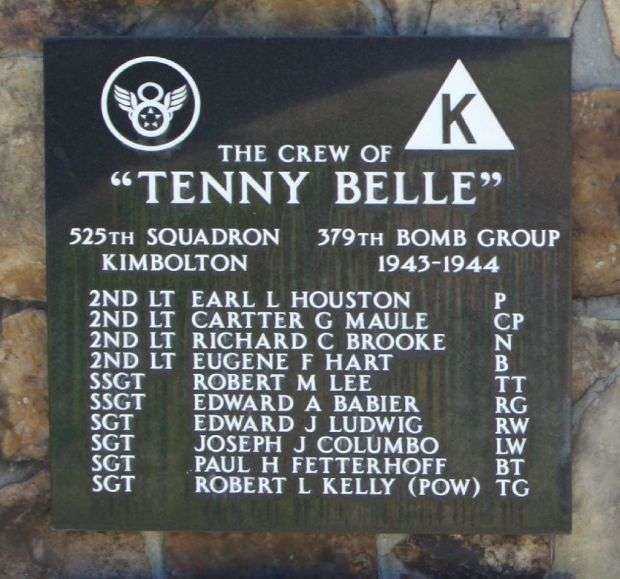 8
K
THE CREW OF
“TENNY BELLE”
525TH SQUADRON 379TH BOMB GROUP
KIMBOLTON 1943-1944
2ND LT EARL L HOUSTON P
2ND LT CARTTER G MAULE CP
2ND LT RICHARD C BROOKE N
2ND LT EUGENE F HART B
SSGT ROBERT M LEE TT
SSGT EDWARD A BABIER RG
SGT EDWARD J LUDWIG RW
SGT JOSEPH J COLUMBO LW
SGT PAUL H FETTERHOFF BT
SGT ROBERT L KELLY (POW) TG